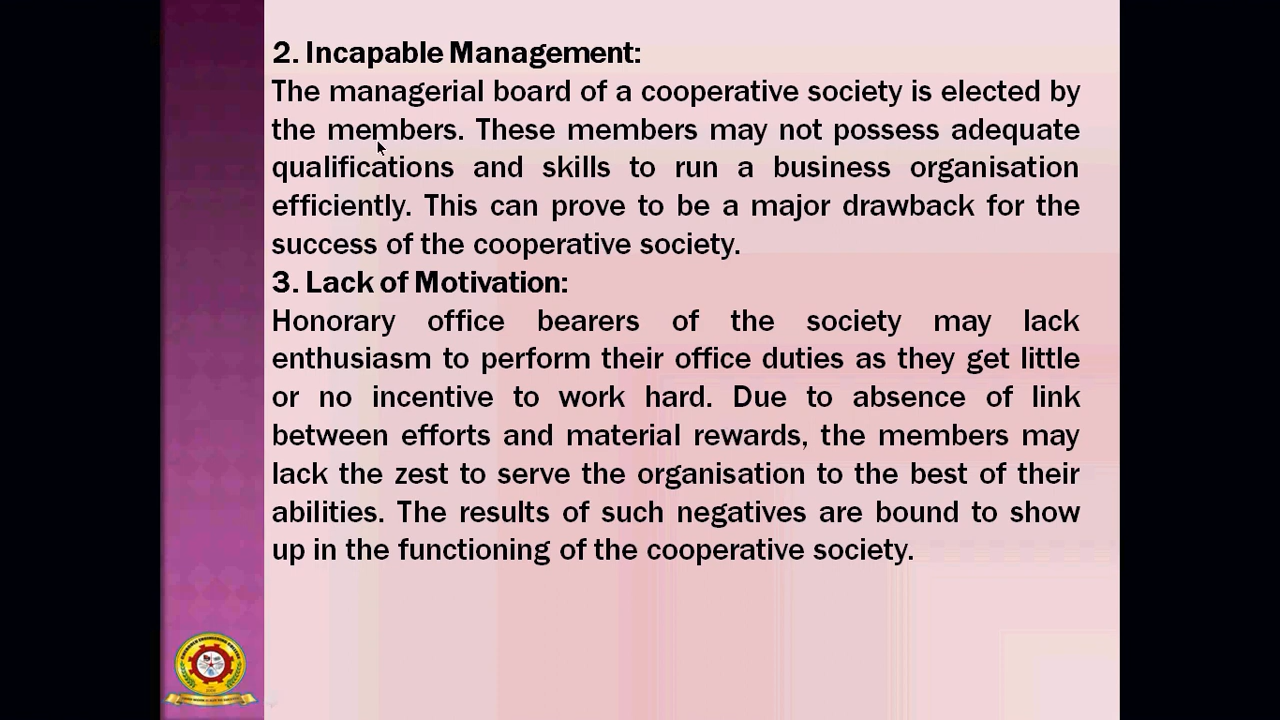 2. Incapable Management:
The managerial board of a cooperative society is elected by
the members. These members may not possess adequate
qualifications and skills to run a business organisation
efficiently. This can prove to be a major drawback for the
success of the cooperative society.
3. Lack of Motivation:
Honorary office bearers of the society may lack
enthusiasm to perform their office duties as they get little
or no incentive to work hard. Due to absence of link
between efforts and material rewards, the members may
lack the zest to serve the organisation to the best of their
abilities. The results of such negatives are bound to show
up in the functioning of the cooperative society.